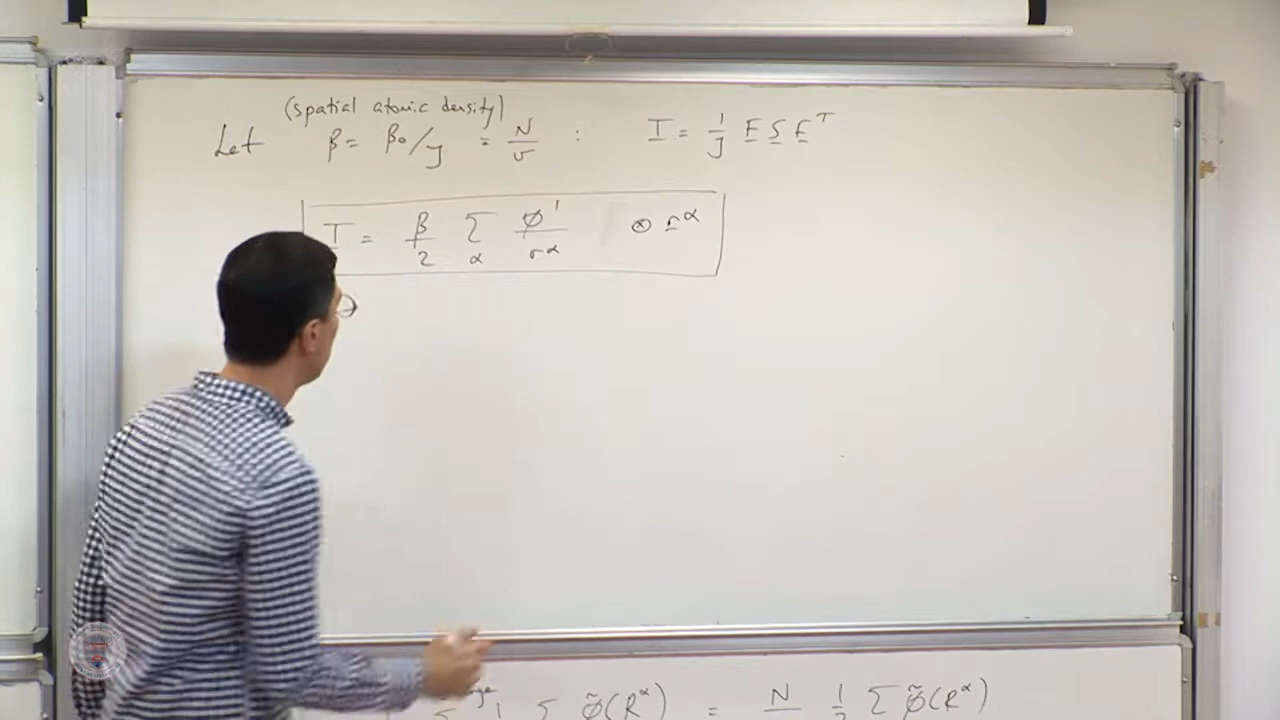 (spatial atomic density)
Let β = β₀/J = N/v : T = 1/J F S Fᵀ
T = β/2 Σ_α φ'/r^α ⊗ r^α
Σ φ̃(R^α) = N 1/2 Σ φ̃(R^α)